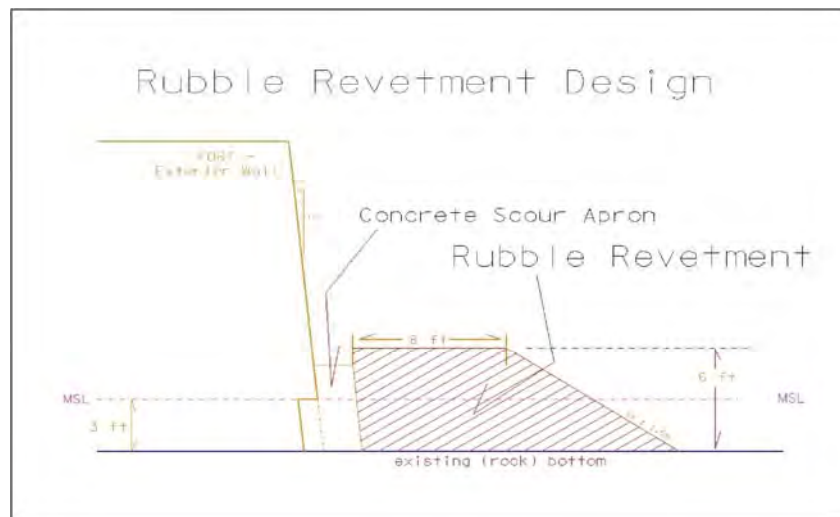 Rubble Revetment Design
Exterior Wall
Concrete Scour Apron
Rubble Revetment
8 ft
6 ft
MSL
MSL
3 ft
existing (rock) bottom